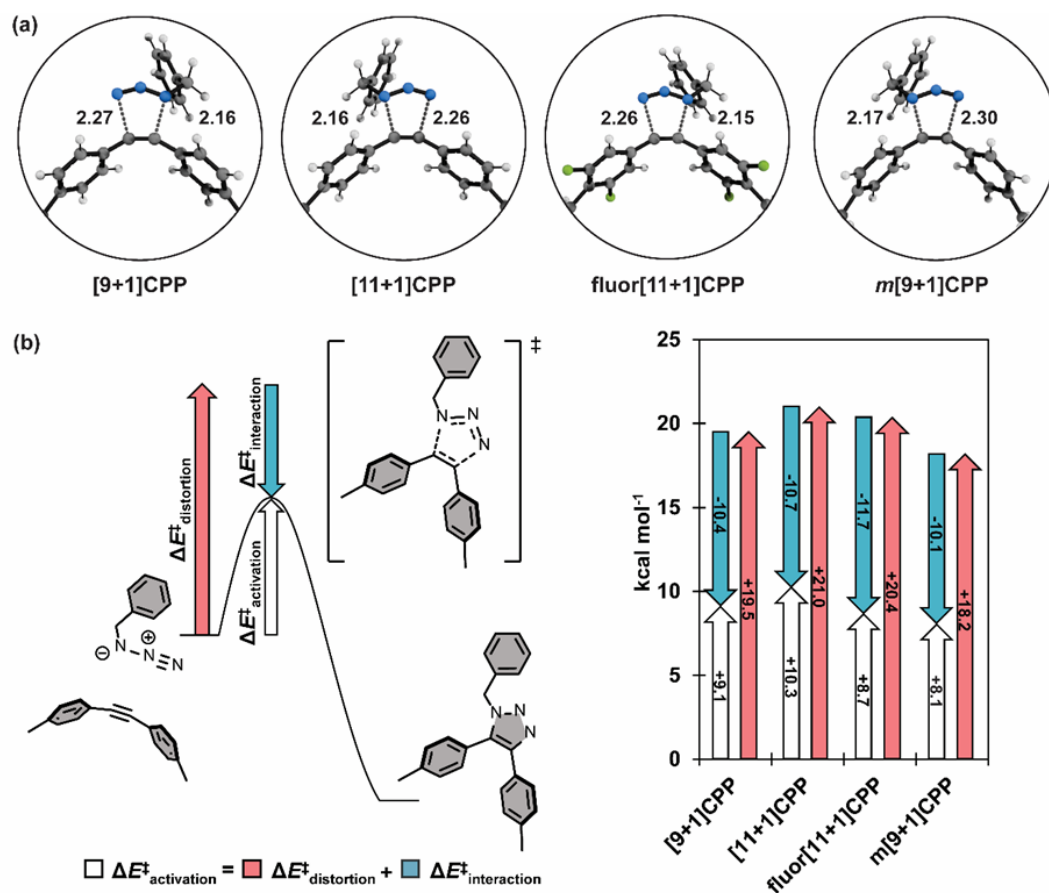 (a)
2.27
2.16
2.16
2.26
2.26
2.15
2.17
2.30
[9+1]CPP
[11+1]CPP
fluor[11+1]CPP
m[9+1]CPP
(b)
ΔE‡distortion
ΔE‡interaction
ΔE‡activation
‡
N
N
N
⊖
N
⊕
N
N
N
N
N
ΔE‡activation = ΔE‡distortion + ΔE‡interaction
kcal mol-1
25
20
15
10
5
0
-10.4
+9.1
+19.5
-10.7
+10.3
+21.0
-11.7
+8.7
+20.4
-10.1
+8.1
+18.2
[9+1]CPP
[11+1]CPP
fluor[11+1]CPP
m[9+1]CPP